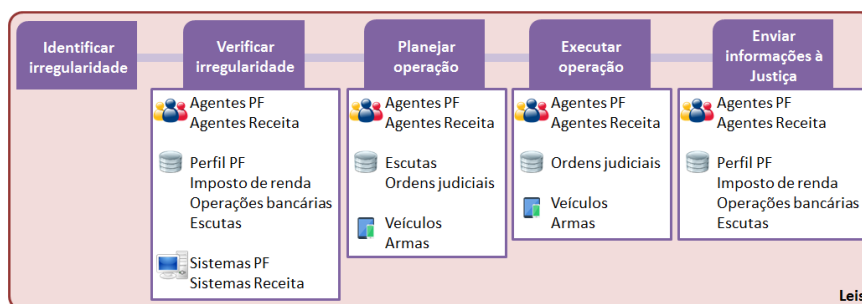 Identificar
irregularidade
Verificar
irregularidade
Planejar
operação
Executar
operação
Enviar
informações à
Justiça
Agentes PF
Agentes Receita
Perfil PF
Imposto de renda
Operações bancárias
Escutas
Sistemas PF
Sistemas Receita
Agentes PF
Agentes Receita
Escutas
Ordens judiciais
Veículos
Armas
Agentes PF
Agentes Receita
Ordens judiciais
Veículos
Armas
Agentes PF
Agentes Receita
Perfil PF
Imposto de renda
Operações bancárias
Escutas
Leis